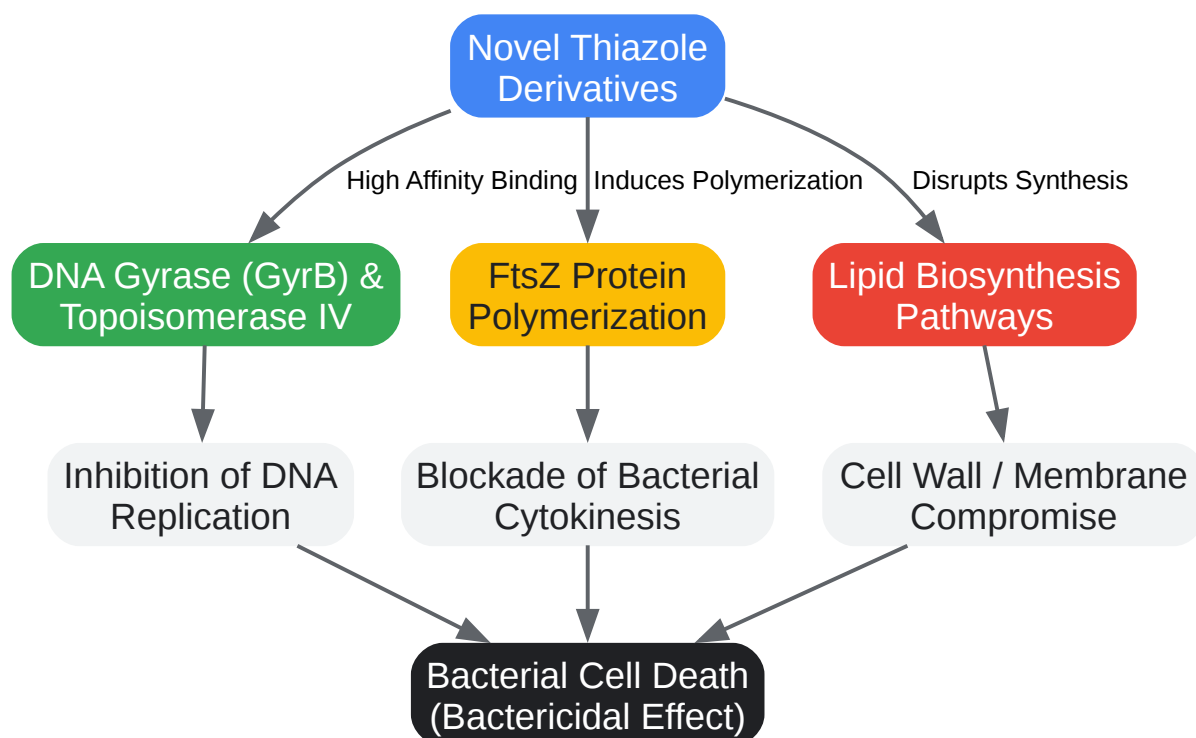 Novel Thiazole
Derivatives
High Affinity Binding
Induces Polymerization
Disrupts Synthesis
DNA Gyrase (GyrB) &
Topoisomerase IV
FtsZ Protein
Polymerization
Lipid Biosynthesis
Pathways
Inhibition of DNA
Replication
Blockade of Bacterial
Cytokinesis
Cell Wall / Membrane
Compromise
Bacterial Cell Death
(Bactericidal Effect)